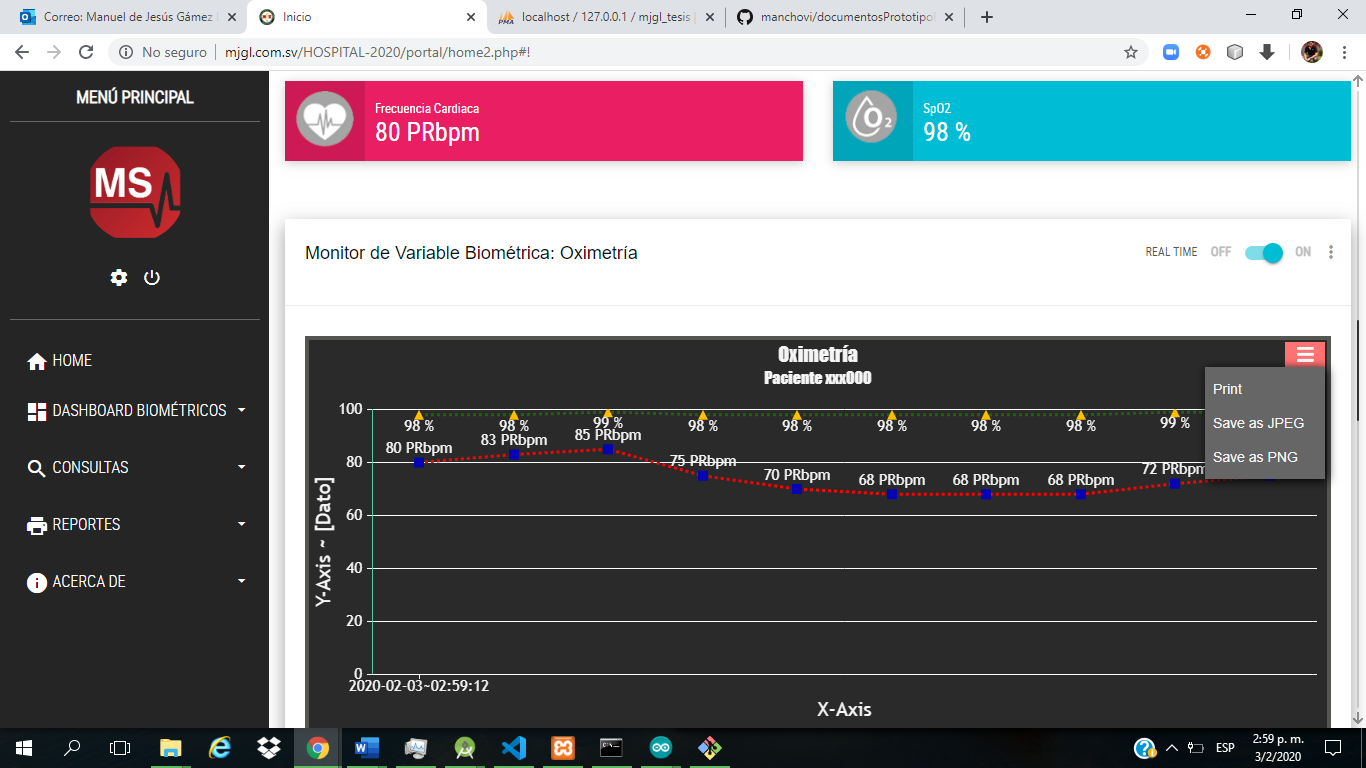 Correo: Manuel de Jesús Gámez
Inicio
localhost / 127.0.0.1 / mjgl_tesis
manchovi/documentosPrototipo
No seguro
mjgl.com.sv/HOSPITAL-2020/portal/home2.php#!
MENÚ PRINCIPAL
MS
HOME
DASHBOARD BIOMÉTRICOS
CONSULTAS
REPORTES
ACERCA DE
Frecuencia Cardiaca
80 PRbpm
O2
SpO2
98 %
Monitor de Variable Biométrica: Oximetría
REAL TIME OFF ON
Oximetría
Paciente xxx000
Print
Save as JPEG
Save as PNG
100
80
60
40
20
0
Y-Axis ~ [Dato]
98 % 98 % 99 % 98 % 98 % 98 % 98 % 98 % 99 %
80 PRbpm 83 PRbpm 85 PRbpm 75 PRbpm 70 PRbpm 68 PRbpm 68 PRbpm 68 PRbpm 72 PRbpm
2020-02-03~02:59:12
X-Axis
ESP
2:59 p. m.
3/2/2020